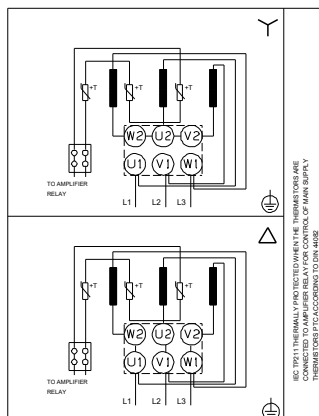 +T +T +T
W2 U2 V2
U1 V1 W1
TO AMPLIFIER
RELAY
L1 L2 L3
+T +T +T
W2 U2 V2
U1 V1 W1
TO AMPLIFIER
RELAY
L1 L2 L3
IEC TP211 THERMALLY PROTECTED WHEN THE THERMISTORS ARE
CONNECTED TO AMPLIFIER RELAY FOR CONTROL OF MAIN SUPPLY
THERMISTORS PTC ACCORDING TO DIN 44082